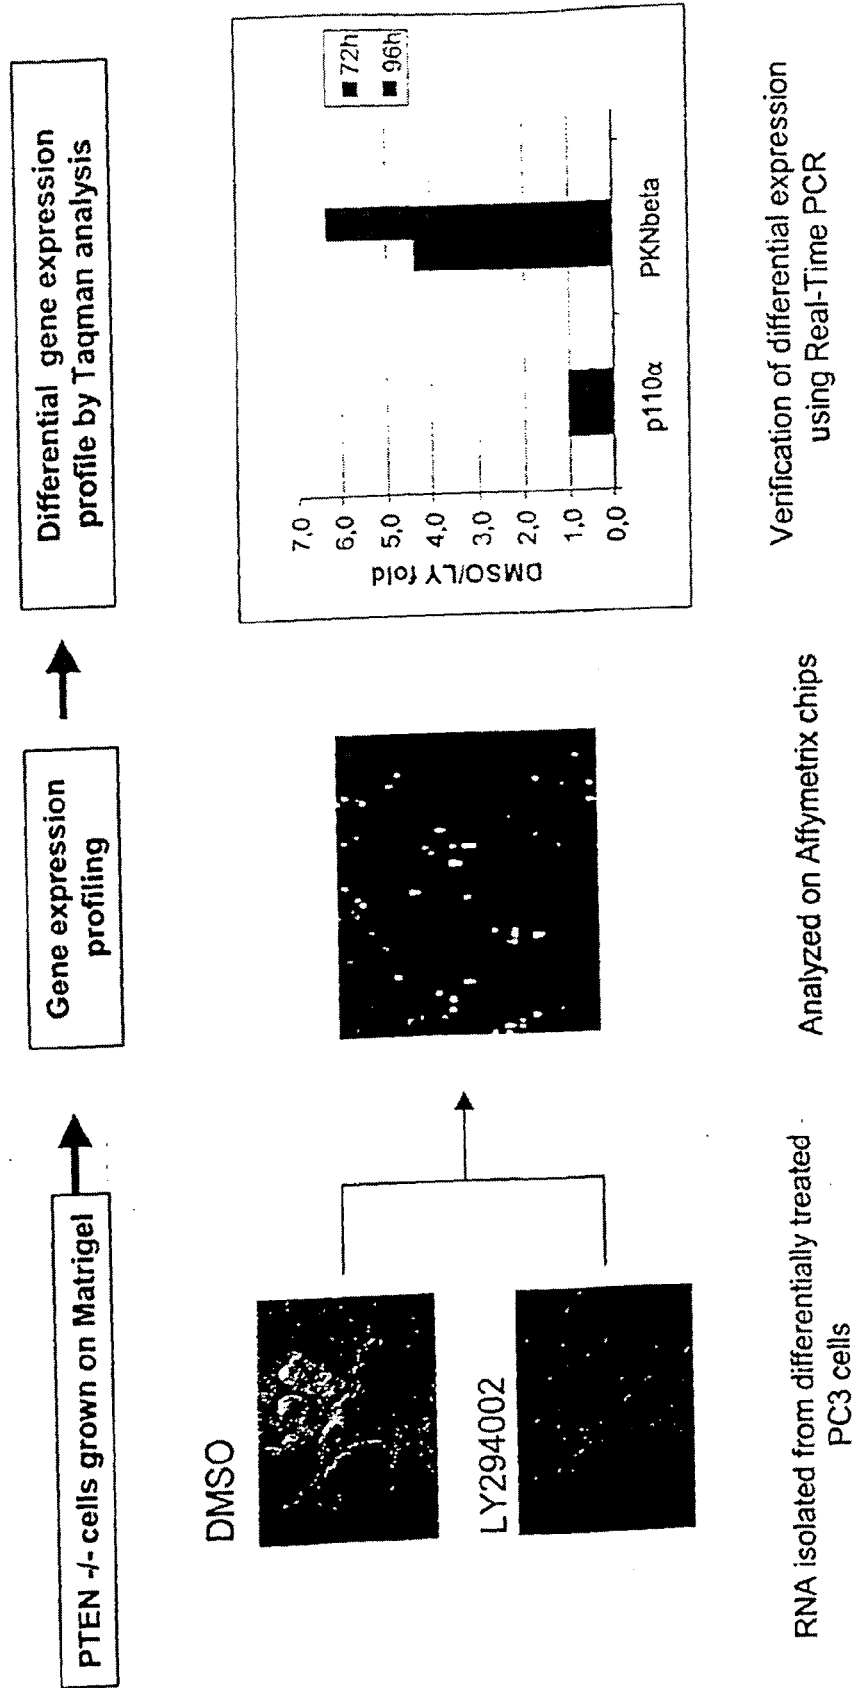 PTEN -/- cells grown on Matrigel
Gene expression
profiling
Differential gene expression
profile by Taqman analysis
DMSO
LY294002
DMSO/LY fold
7,0
6,0
5,0
4,0
3,0
2,0
1,0
0,0
p110α
PKNbeta
72h
96h
RNA isolated from differentially treated
PC3 cells
Analyzed on Affymetrix chips
Verification of differential expression
using Real-Time PCR